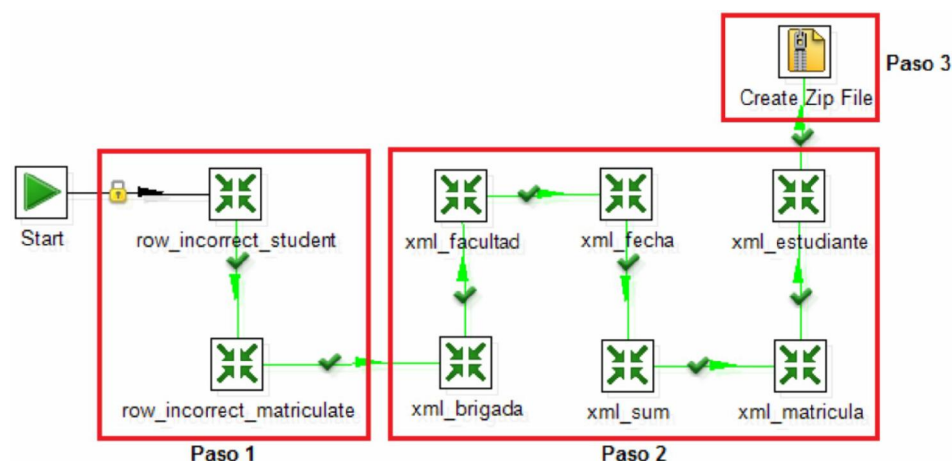 Create Zip File
Paso 3
Start
row_incorrect_student
xml_facultad
xml_fecha
xml_estudiante
row_incorrect_matriculate
xml_brigada
xml_sum
xml_matricula
Paso 1
Paso 2